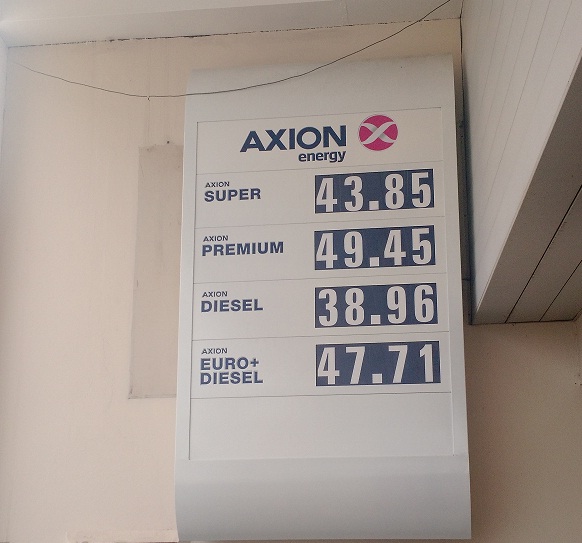 AXION
energy
AXION
SUPER 43.85
AXION
PREMIUM 49.45
AXION
DIESEL 38.96
AXION
EURO+
DIESEL 47.71